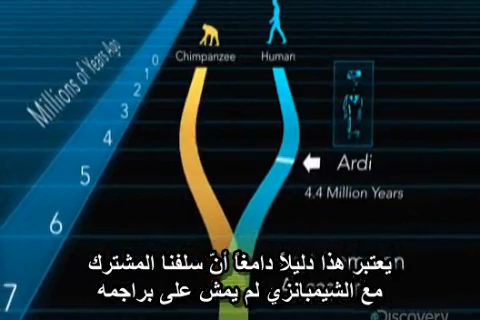 Millions of Years Ago
0
1
2
3
4
5
6
7
Chimpanzee
Human
Ardi
4.4 Million Years
يعتبر هذا دليلاً دامغاً أنّ سلفنا المشترك
مع الشيمبانزي لم يمش على براجمه
Discovery